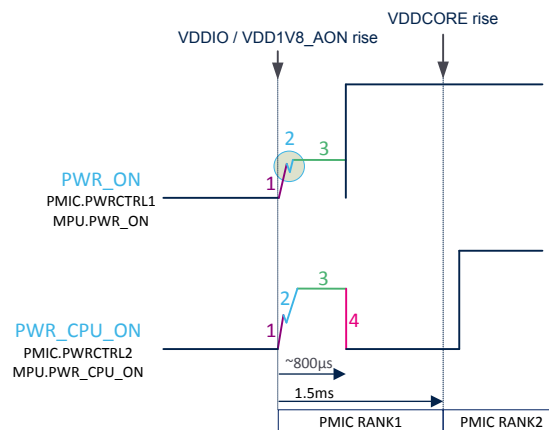 VDDCORE rise
VDDIO / VDD1V8_AON rise
2
3
1
PWR_ON
PMIC.PWRCTRL1
MPU.PWR_ON
3
2
1
4
PWR_CPU_ON
PMIC.PWRCTRL2
MPU.PWR_CPU_ON
~800µs
1.5ms
PMIC RANK1
PMIC RANK2